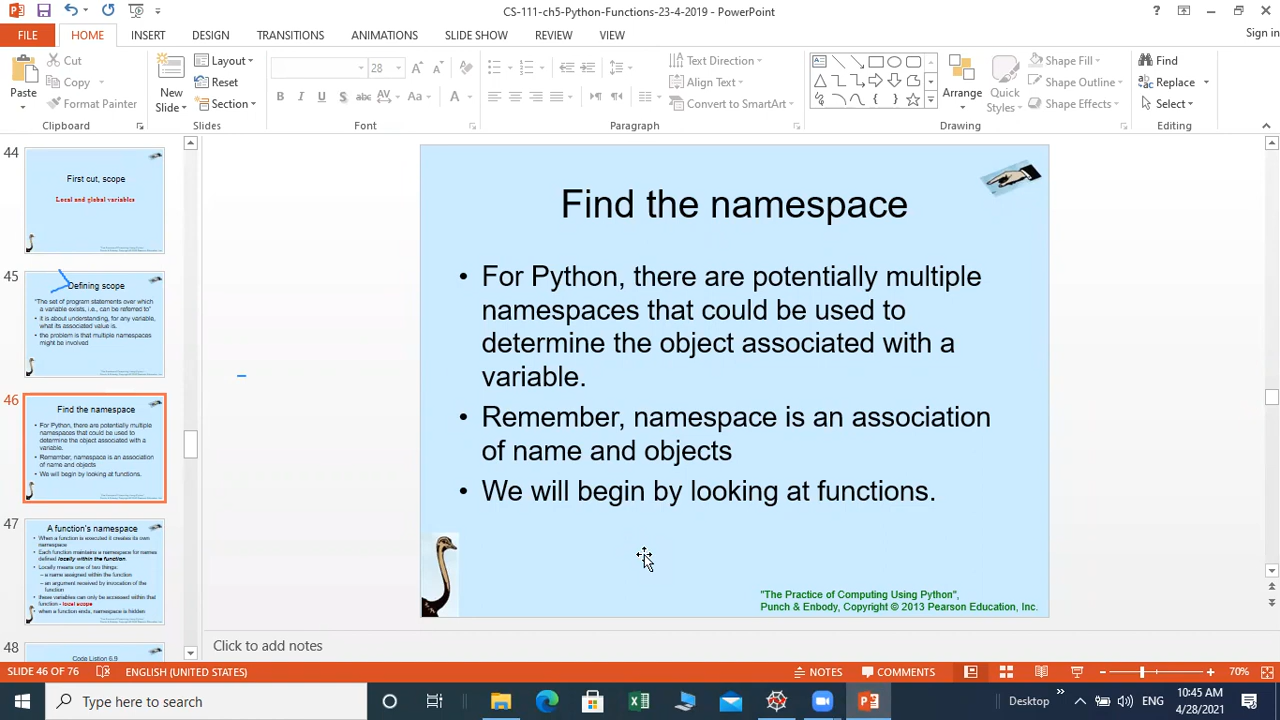 CS-111-ch5-Python-Functions-23-4-2019 - PowerPoint
?
Sign in
FILE HOME INSERT DESIGN TRANSITIONS ANIMATIONS SLIDE SHOW REVIEW VIEW
Paste
Cut
Copy
Format Painter
Clipboard
New
Slide
Layout
Reset
Section
Slides
28
B I U S abc AV Aa A
Font
Text Direction
Align Text
Convert to SmartArt
Paragraph
Arrange
Quick
Styles
Shape Fill
Shape Outline
Shape Effects
Drawing
Find
Replace
Select
Editing
44
First cut, scope
Local and global variables
45
Defining scope
"The set of program statements over which
a variable exists, i.e., can be referred to"
• it is about understanding, for any variable,
what its associated value is.
• the problem is that multiple namespaces
might be involved
46
Find the namespace
• For Python, there are potentially multiple
namespaces that could be used to
determine the object associated with a
variable.
• Remember, namespace is an association
of name and objects
• We will begin by looking at functions.
47
A function's namespace
• When a function is executed it creates its own
namespace
• Each function maintains a namespace for names
defined locally within the function.
• Locally means one of two things:
– a name assigned within the function
– an argument received by invocation of the
function
• these variables can only be accessed within that
function - local scope
• when a function ends, namespace is hidden
48
Code Listion 6.9
Find the namespace
• For Python, there are potentially multiple
namespaces that could be used to
determine the object associated with a
variable.
• Remember, namespace is an association
of name and objects
• We will begin by looking at functions.
"The Practice of Computing Using Python",
Punch & Enbody, Copyright © 2013 Pearson Education, Inc.
Click to add notes
SLIDE 46 OF 76 ENGLISH (UNITED STATES) NOTES COMMENTS 70%
Type here to search
Desktop
ENG
10:45 AM
4/28/2021